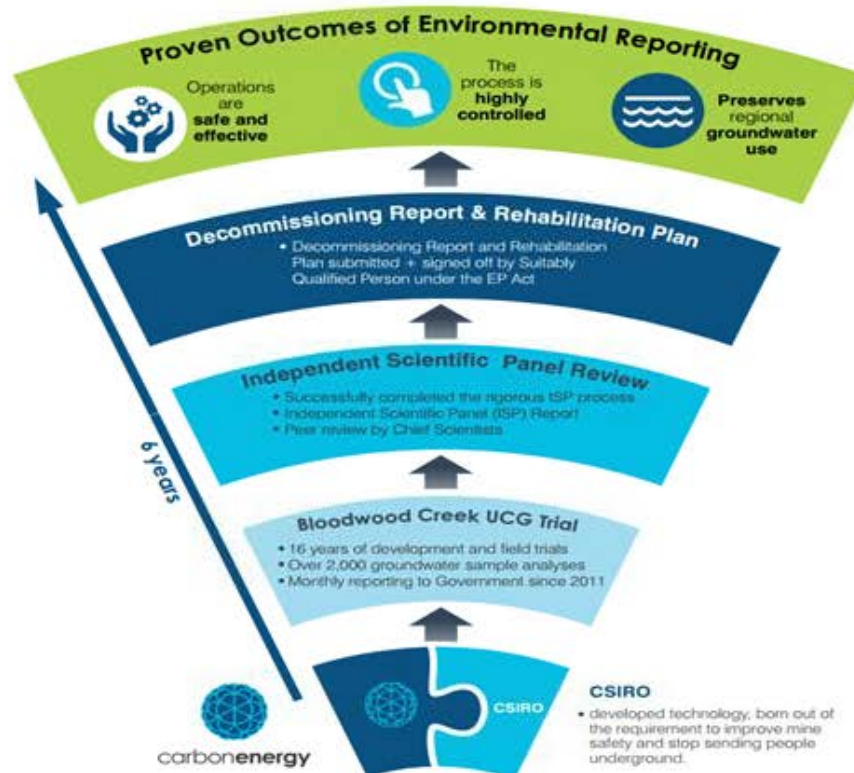 Proven Outcomes of Environmental Reporting
Operations
are
safe and
effective
The
process is
highly
controlled
Preserves
regional
groundwater
use
Decommissioning Report & Rehabilitation Plan
• Decommissioning Report and Rehabilitation
Plan submitted + signed off by Suitably
Qualified Person under the EP Act
Independent Scientific Panel Review
• Successfully completed the rigorous ISP process
• Independent Scientific Panel (ISP) Report
• Peer review by Chief Scientists
6 years
Bloodwood Creek UCG Trial
• 16 years of development and field trials
• Over 2,000 groundwater sample analyses
• Monthly reporting to Government since 2011
carbonenergy
CSIRO
CSIRO
• developed technology, born out of
the requirement to improve mine
safety and stop sending people
underground.